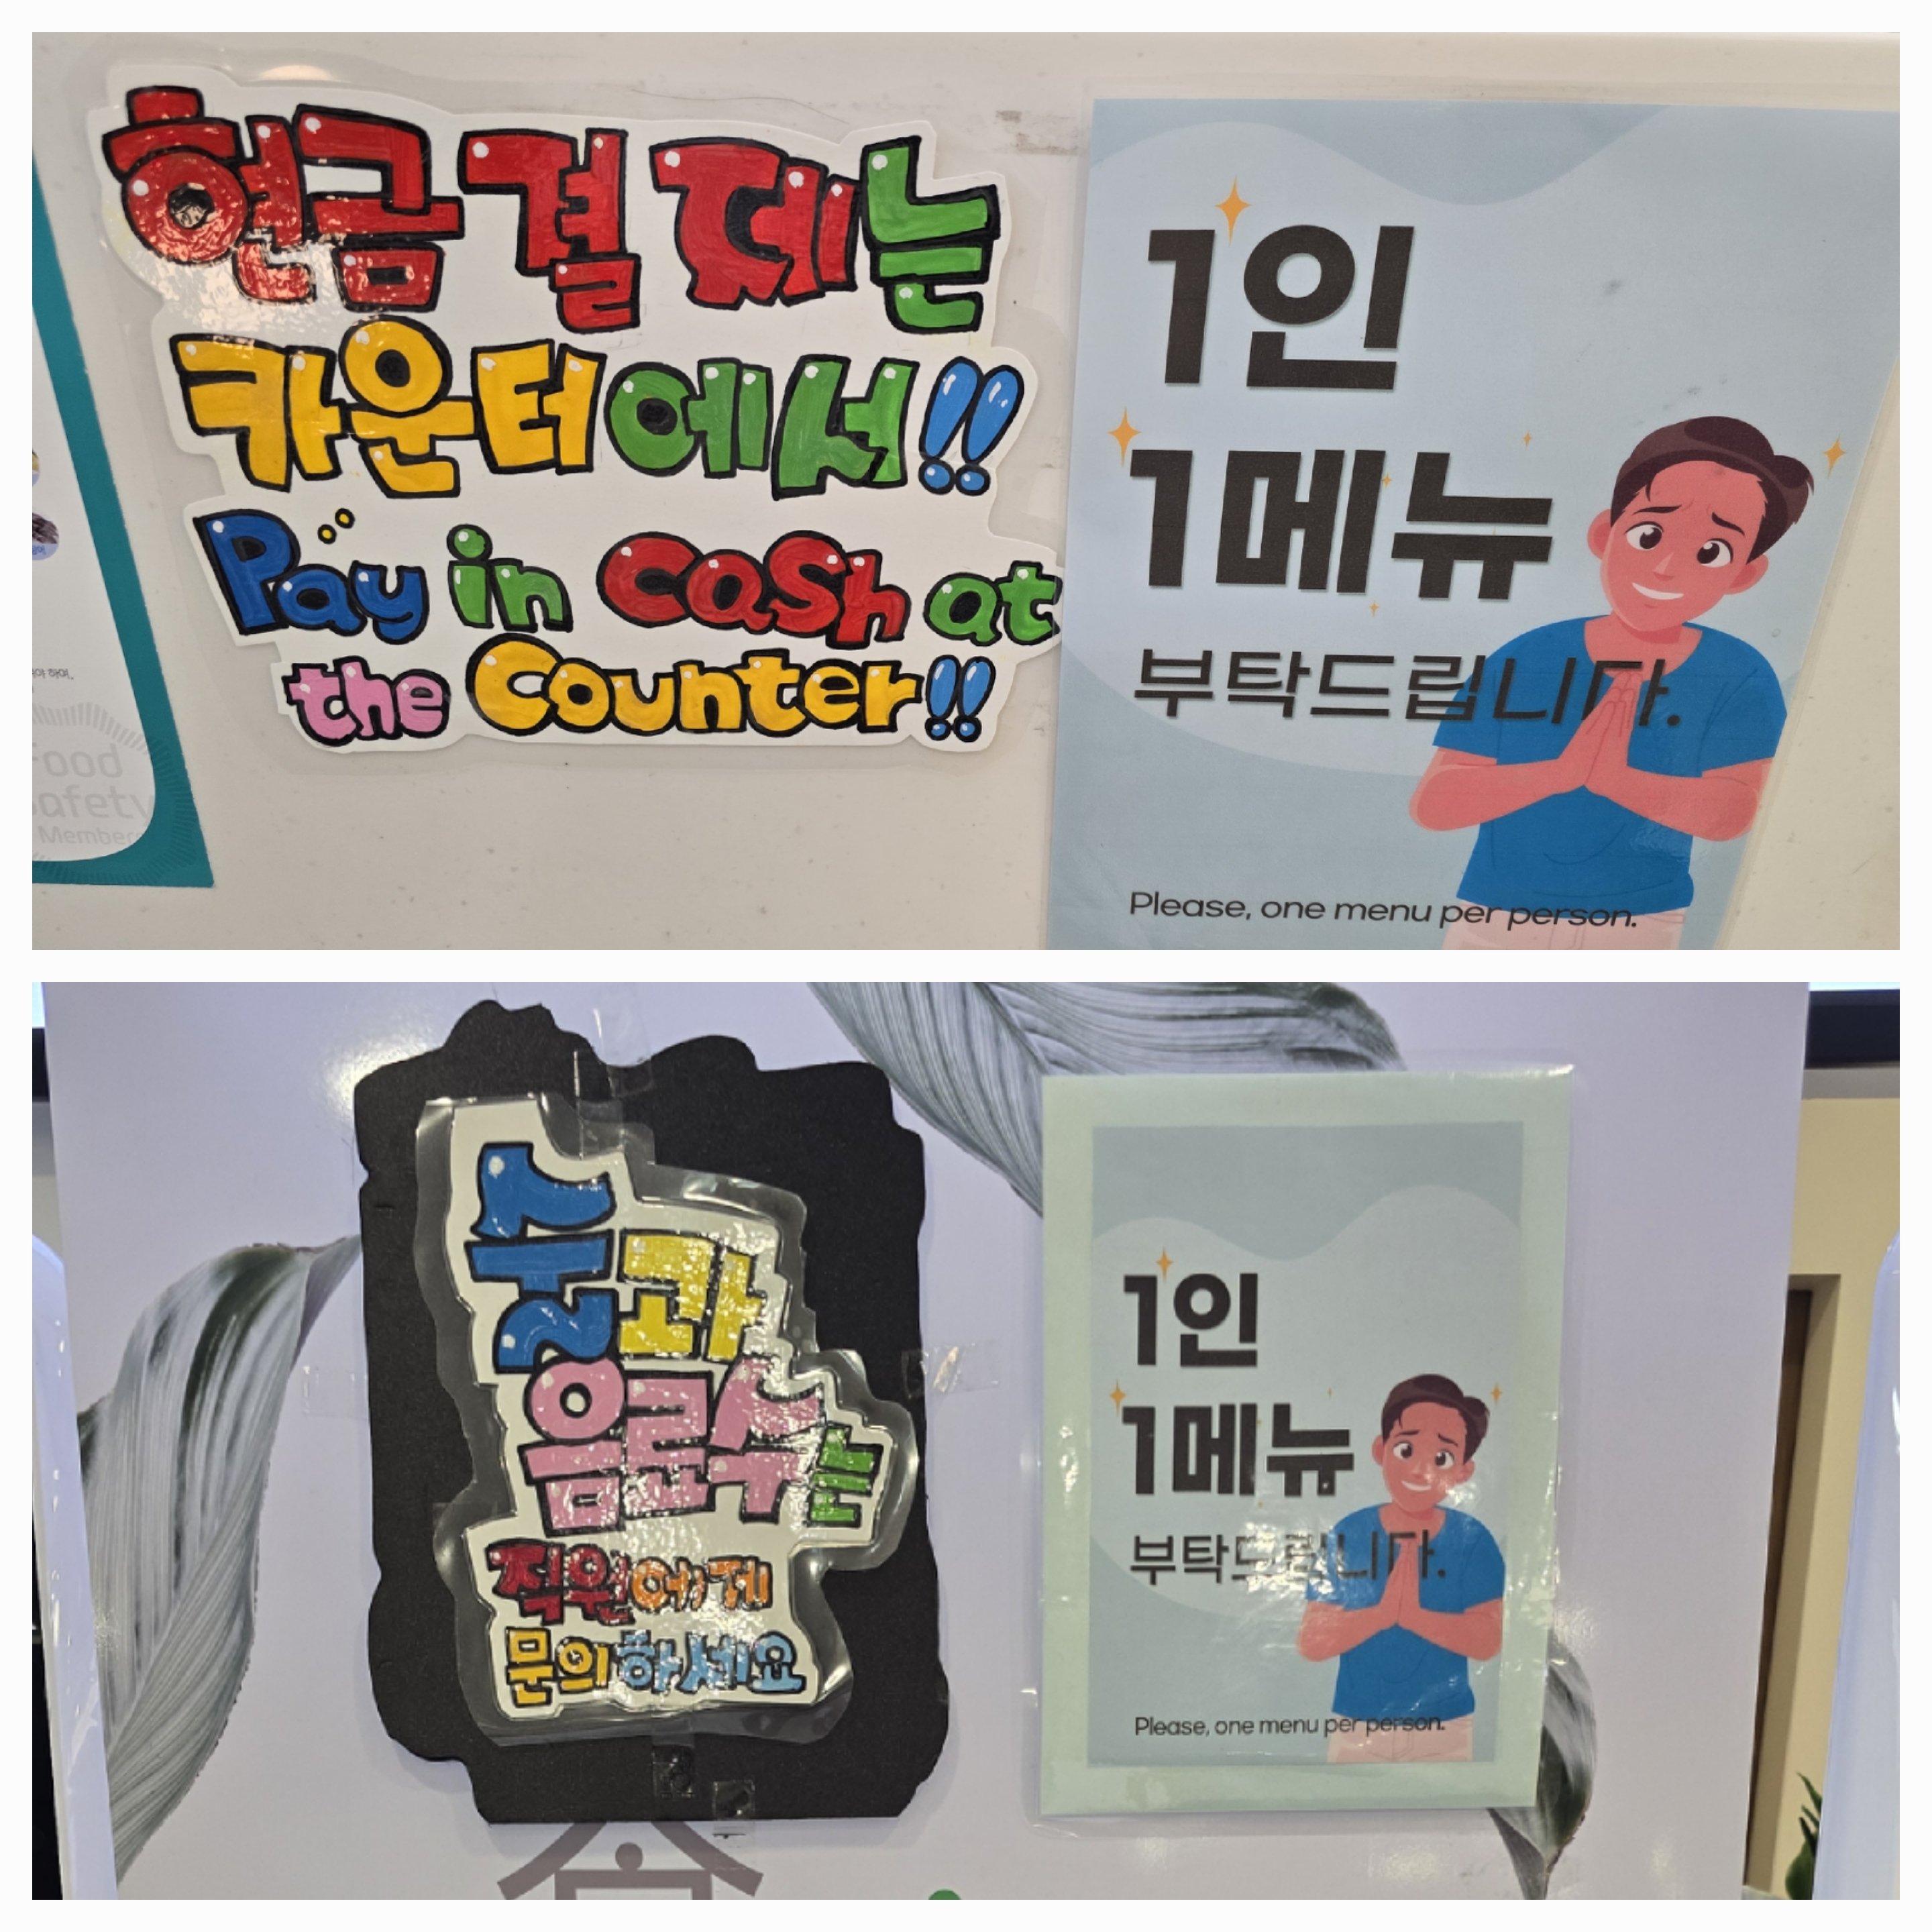 현금 결제는
카운터에서!!
Pay in cash at
the Counter!!
1인
1메뉴
부탁드립니다.
Please, one menu per person.
Food
Safety
Member
술과
음료수는
직원에게
문의하세요
1인
1메뉴
부탁드립니다.
Please, one menu per person.